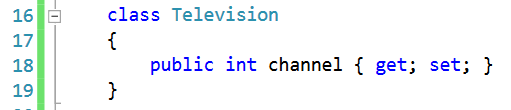 16 class Television
17 {
18 public int channel { get; set; }
19 }